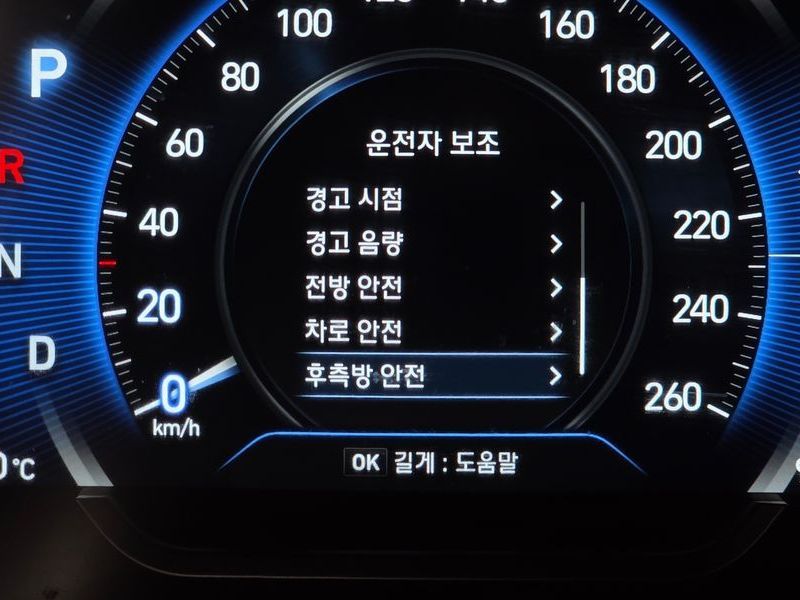 P
R
N
D
100
160
80
180
60
200
40
220
20
240
0
260
km/h
운전자 보조
경고 시점
경고 음량
전방 안전
차로 안전
후측방 안전
OK 길게 : 도움말
℃